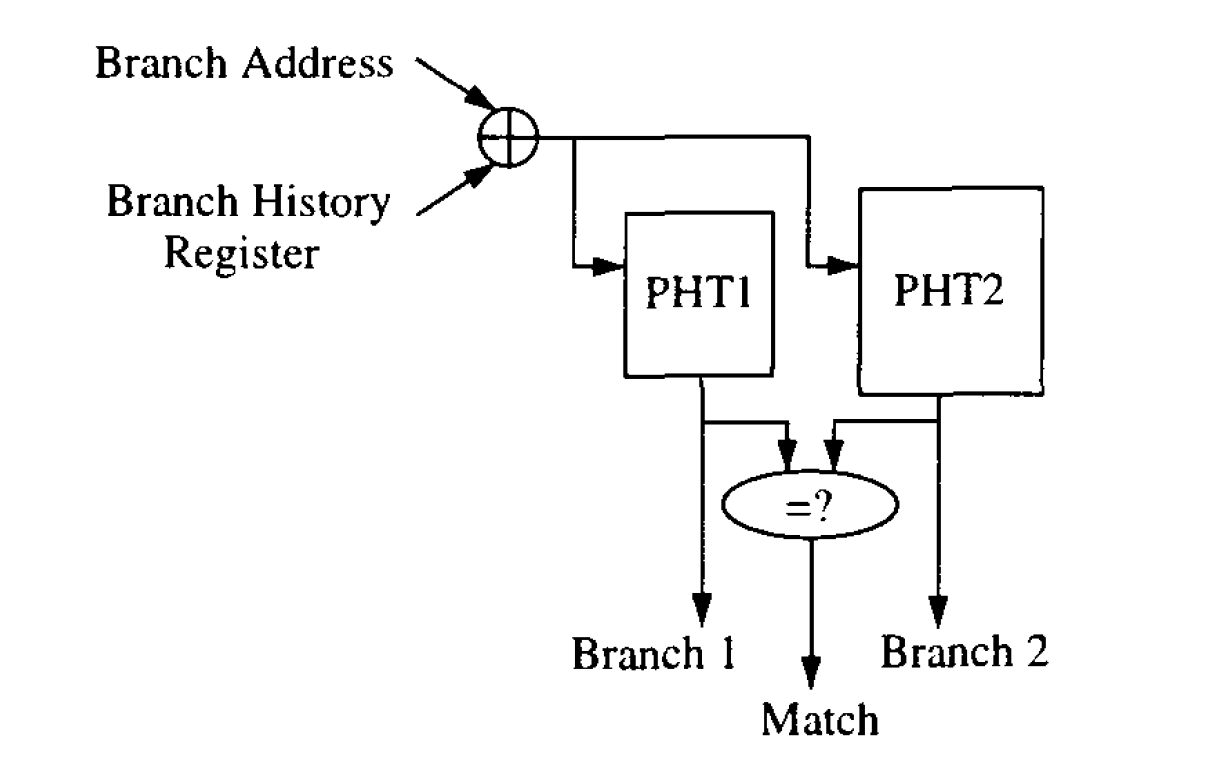 Branch Address
Branch History
Register
PHT1
PHT2
=?
Branch 1
Branch 2
Match